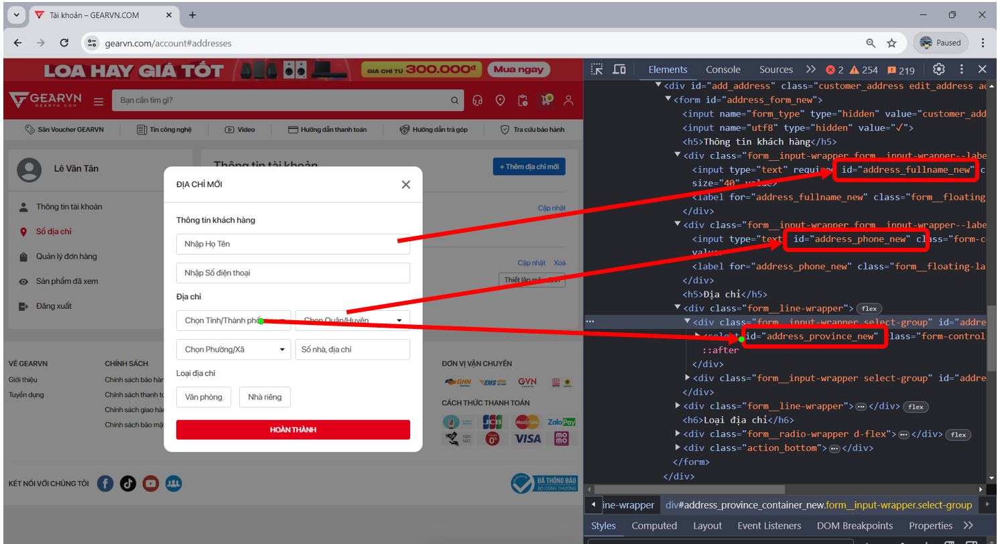 Tài khoản – GEARVN.COM
gearvn.com/account#addresses
Paused
LOA HAY GIÁ TỐT
GIÁ CHỈ TỪ 300.000đ
Mua ngay
GEARVN
GEARVN.COM
Bạn cần tìm gì?
Săn Voucher GEARVN
Tin công nghệ
Video
Hướng dẫn thanh toán
Hướng dẫn trả góp
Tra cứu bảo hành
Lê Văn Tân
Thông tin tài khoản
Sổ địa chỉ
Quản lý đơn hàng
Sản phẩm đã xem
Đăng xuất
Thông tin tài khoản
+ Thêm địa chỉ mới
Cập nhật
Cập nhật Xoá
ĐỊA CHỈ MỚI
Thông tin khách hàng
Nhập Họ Tên
Nhập Số điện thoại
Địa chỉ
Chọn Tỉnh/Thành phố
Chọn Quận/Huyện
Chọn Phường/Xã
Số nhà, địa chỉ
Loại địa chỉ
Văn phòng
Nhà riêng
HOÀN THÀNH
VỀ GEARVN
Giới thiệu
Tuyển dụng
CHÍNH SÁCH
Chính sách bảo hàn
Chính sách thanh to
Chính sách giao hàn
Chính sách bảo mậ
ĐƠN VỊ VẬN CHUYỂN
GHN
EMS
GVN
CÁCH THỨC THANH TOÁN
JCB
MasterCard
ZaloPay
TIỀN MẶT
0%
VISA
mo
mo
KẾT NỐI VỚI CHÚNG TÔI
ĐÃ THÔNG BÁO
BỘ CÔNG THƯƠNG
Elements
Console
Sources
2
254
219
<div id="add_address" class="customer_address edit_address ac
<form id="address_form_new">
<input name="form_type" type="hidden" value="customer_add
<input name="utf8" type="hidden" value="✓">
<h5>Thông tin khách hàng</h5>
<div class="form__input-wrapper form__input-wrapper--labe
<input type="text" required id="address_fullname_new" c
size="40" value>
<label for="address_fullname_new" class="form__floating
</div>
<div class="form__input-wrapper form__input-wrapper--labe
<input type="text" id="address_phone_new" class="form-c
value>
<label for="address_phone_new" class="form__floating-la
</div>
<h5>Địa chỉ</h5>
<div class="form__line-wrapper"> flex
<div class="form__input-wrapper select-group" id="addre
<select id="address_province_new" class="form-control
::after
</div>
<div class="form__input-wrapper select-group" id="addre
</div>
<div class="form__line-wrapper"> … </div> flex
<h6>Loại địa chỉ</h6>
<div class="form__radio-wrapper d-flex"> … </div> flex
<div class="action_bottom"> … </div>
</form>
</div>
ine-wrapper div#address_province_container_new.form__input-wrapper.select-group
Styles
Computed
Layout
Event Listeners
DOM Breakpoints
Properties